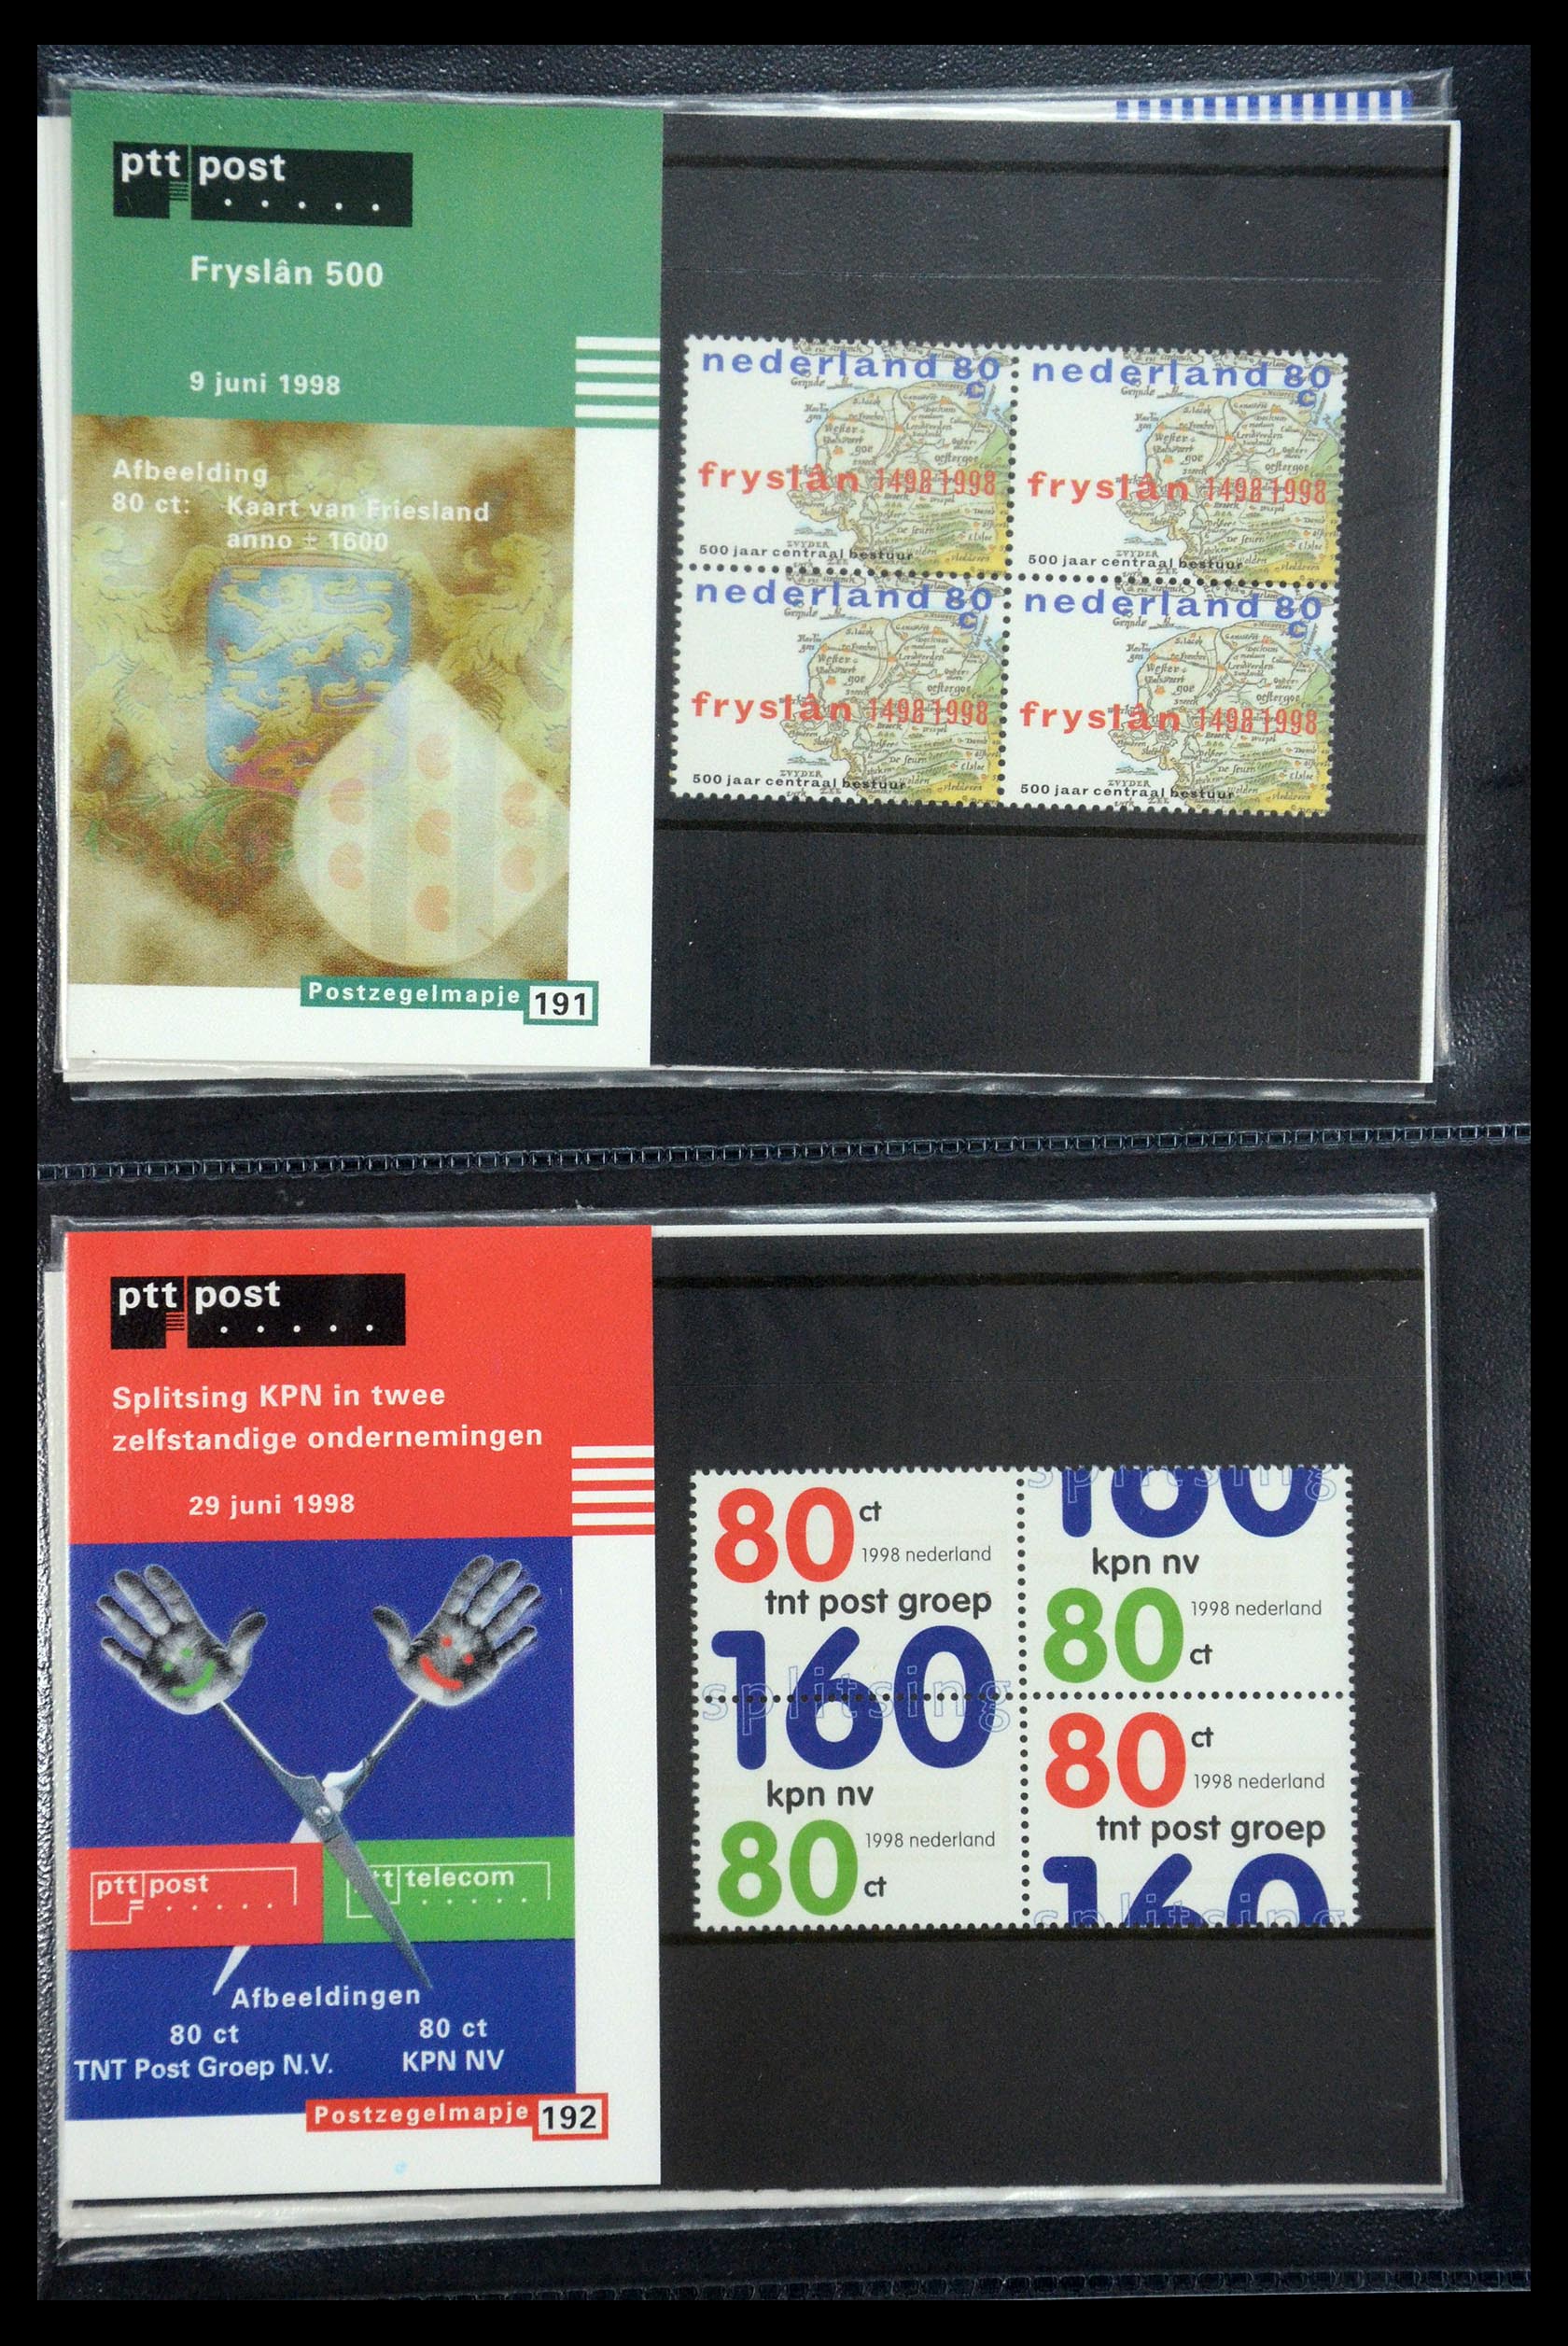 ptt post
Fryslân 500
9 juni 1998
Afbeelding
80 ct: Kaart van Friesland
anno ± 1600
Postzegelmapje 191
nederland 80
c
fryslân 1498 1998
500 jaar centraal bestuur
nederland 80
c
fryslân 1498 1998
500 jaar centraal bestuur
nederland 80
c
fryslân 1498 1998
500 jaar centraal bestuur
nederland 80
c
fryslân 1498 1998
500 jaar centraal bestuur
ptt post
Splitsing KPN in twee
zelfstandige ondernemingen
29 juni 1998
ptt post
telecom
Afbeeldingen
80 ct
TNT Post Groep N.V.
80 ct
KPN NV
Postzegelmapje 192
80 ct
1998 nederland
tnt post groep
160
splitsing
kpn nv
80 ct
1998 nederland
splitsing
160
kpn nv
80 ct
1998 nederland
80 ct
1998 nederland
tnt post groep
160
splitsing